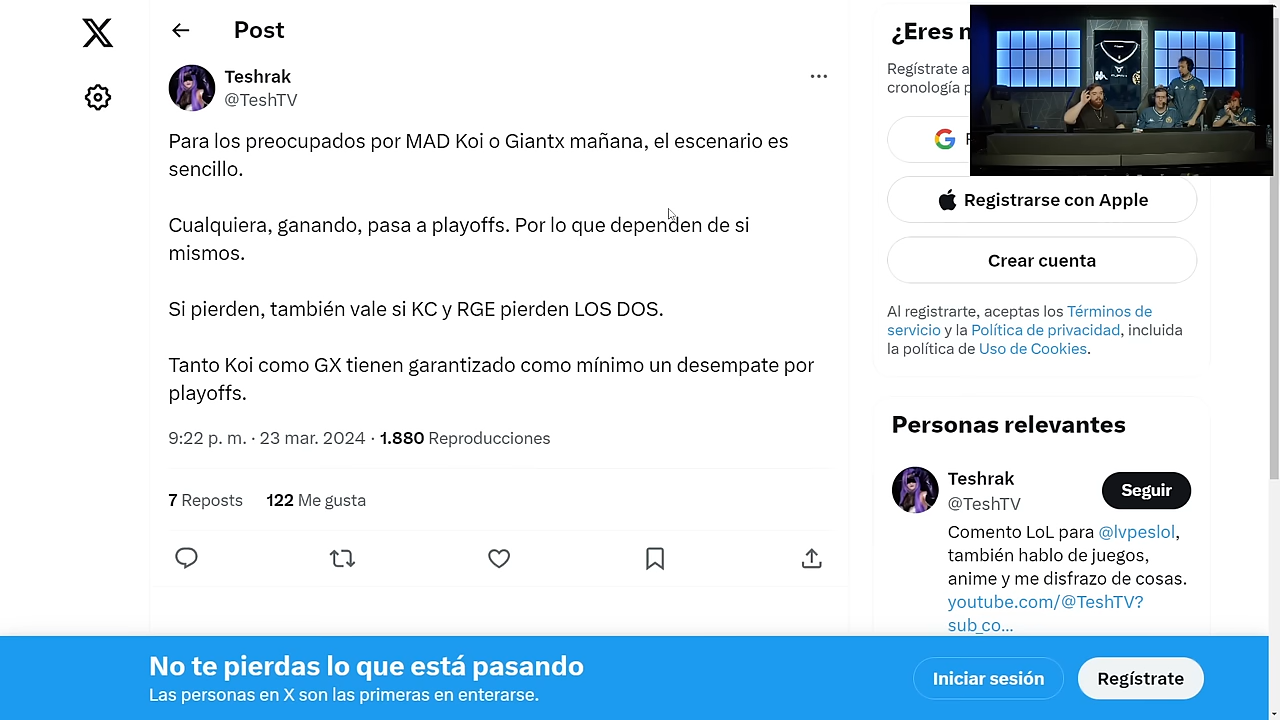 Post
Teshrak
@TeshTV
Para los preocupados por MAD Koi o Giantx mañana, el escenario es
sencillo.
Cualquiera, ganando, pasa a playoffs. Por lo que dependen de si
mismos.
Si pierden, también vale si KC y RGE pierden LOS DOS.
Tanto Koi como GX tienen garantizado como mínimo un desempate por
playoffs.
9:22 p. m. · 23 mar. 2024 · 1.880 Reproducciones
7 Reposts 122 Me gusta
¿Eres n
Regístrate a
cronología p
Registrarse con Apple
Crear cuenta
Al registrarte, aceptas los Términos de
servicio y la Política de privacidad, incluida
la política de Uso de Cookies.
Personas relevantes
Teshrak
@TeshTV
Seguir
Comento LoL para @lvpeslol,
también hablo de juegos,
anime y me disfrazo de cosas.
youtube.com/@TeshTV?
sub_co...
No te pierdas lo que está pasando
Las personas en X son las primeras en enterarse.
Iniciar sesión
Regístrate